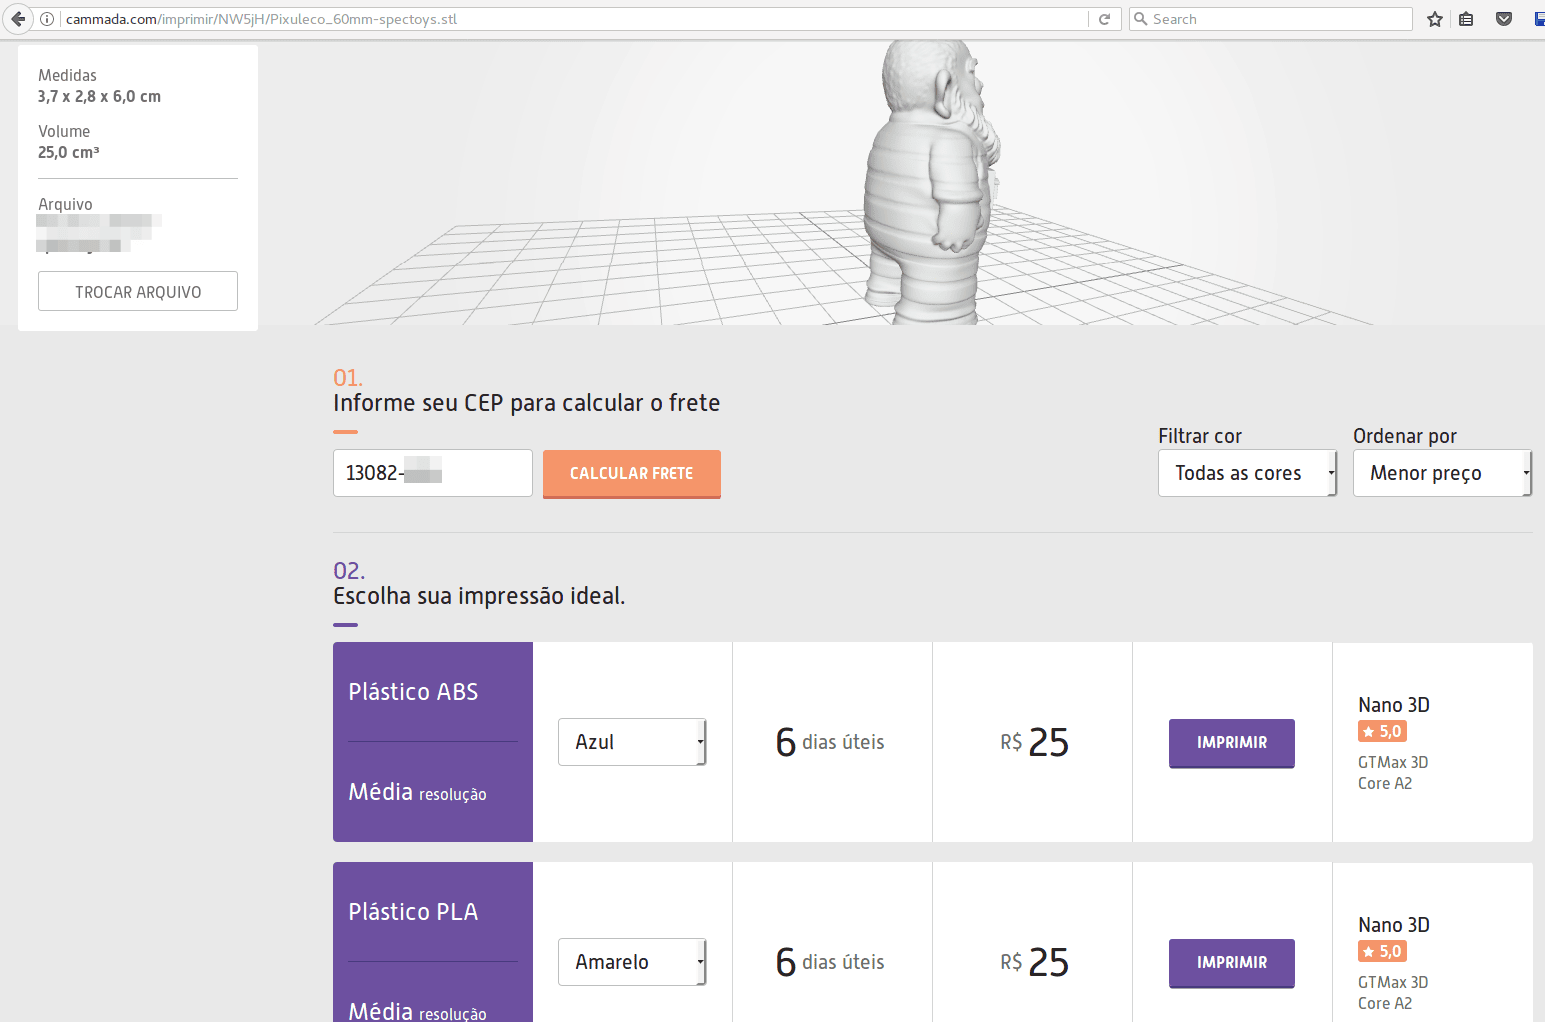 cammada.com/imprimir/NW5jH/Pixuleco_60mm-spectoys.stl
Search
Medidas
3,7 x 2,8 x 6,0 cm
Volume
25,0 cm³
Arquivo
TROCAR ARQUIVO
01.
Informe seu CEP para calcular o frete
13082-
CALCULAR FRETE
Filtrar cor
Todas as cores
Ordenar por
Menor preço
02.
Escolha sua impressão ideal.
Plástico ABS
Média resolução
Azul
6 dias úteis
R$ 25
IMPRIMIR
Nano 3D
★ 5,0
GTMax 3D
Core A2
Plástico PLA
Média resolução
Amarelo
6 dias úteis
R$ 25
IMPRIMIR
Nano 3D
★ 5,0
GTMax 3D
Core A2